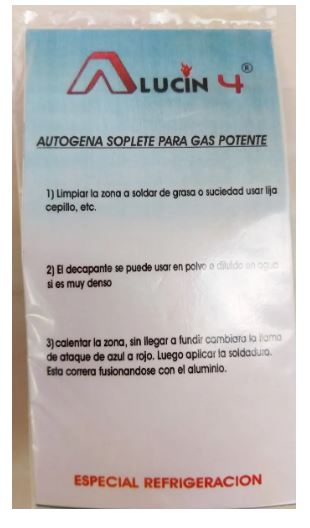 ALUCIN 4 ®
AUTOGENA SOPLETE PARA GAS POTENTE
1) Limpiar la zona a soldar de grasa o suciedad usar lija
cepillo, etc.
2) El decapante se puede usar en polvo o diluido en agua
si es muy denso
3) calentar la zona, sin llegar a fundir cambiara la llama
de ataque de azul a rojo. Luego aplicar la soldadura.
Esta correra fusionandose con el aluminio.
ESPECIAL REFRIGERACION